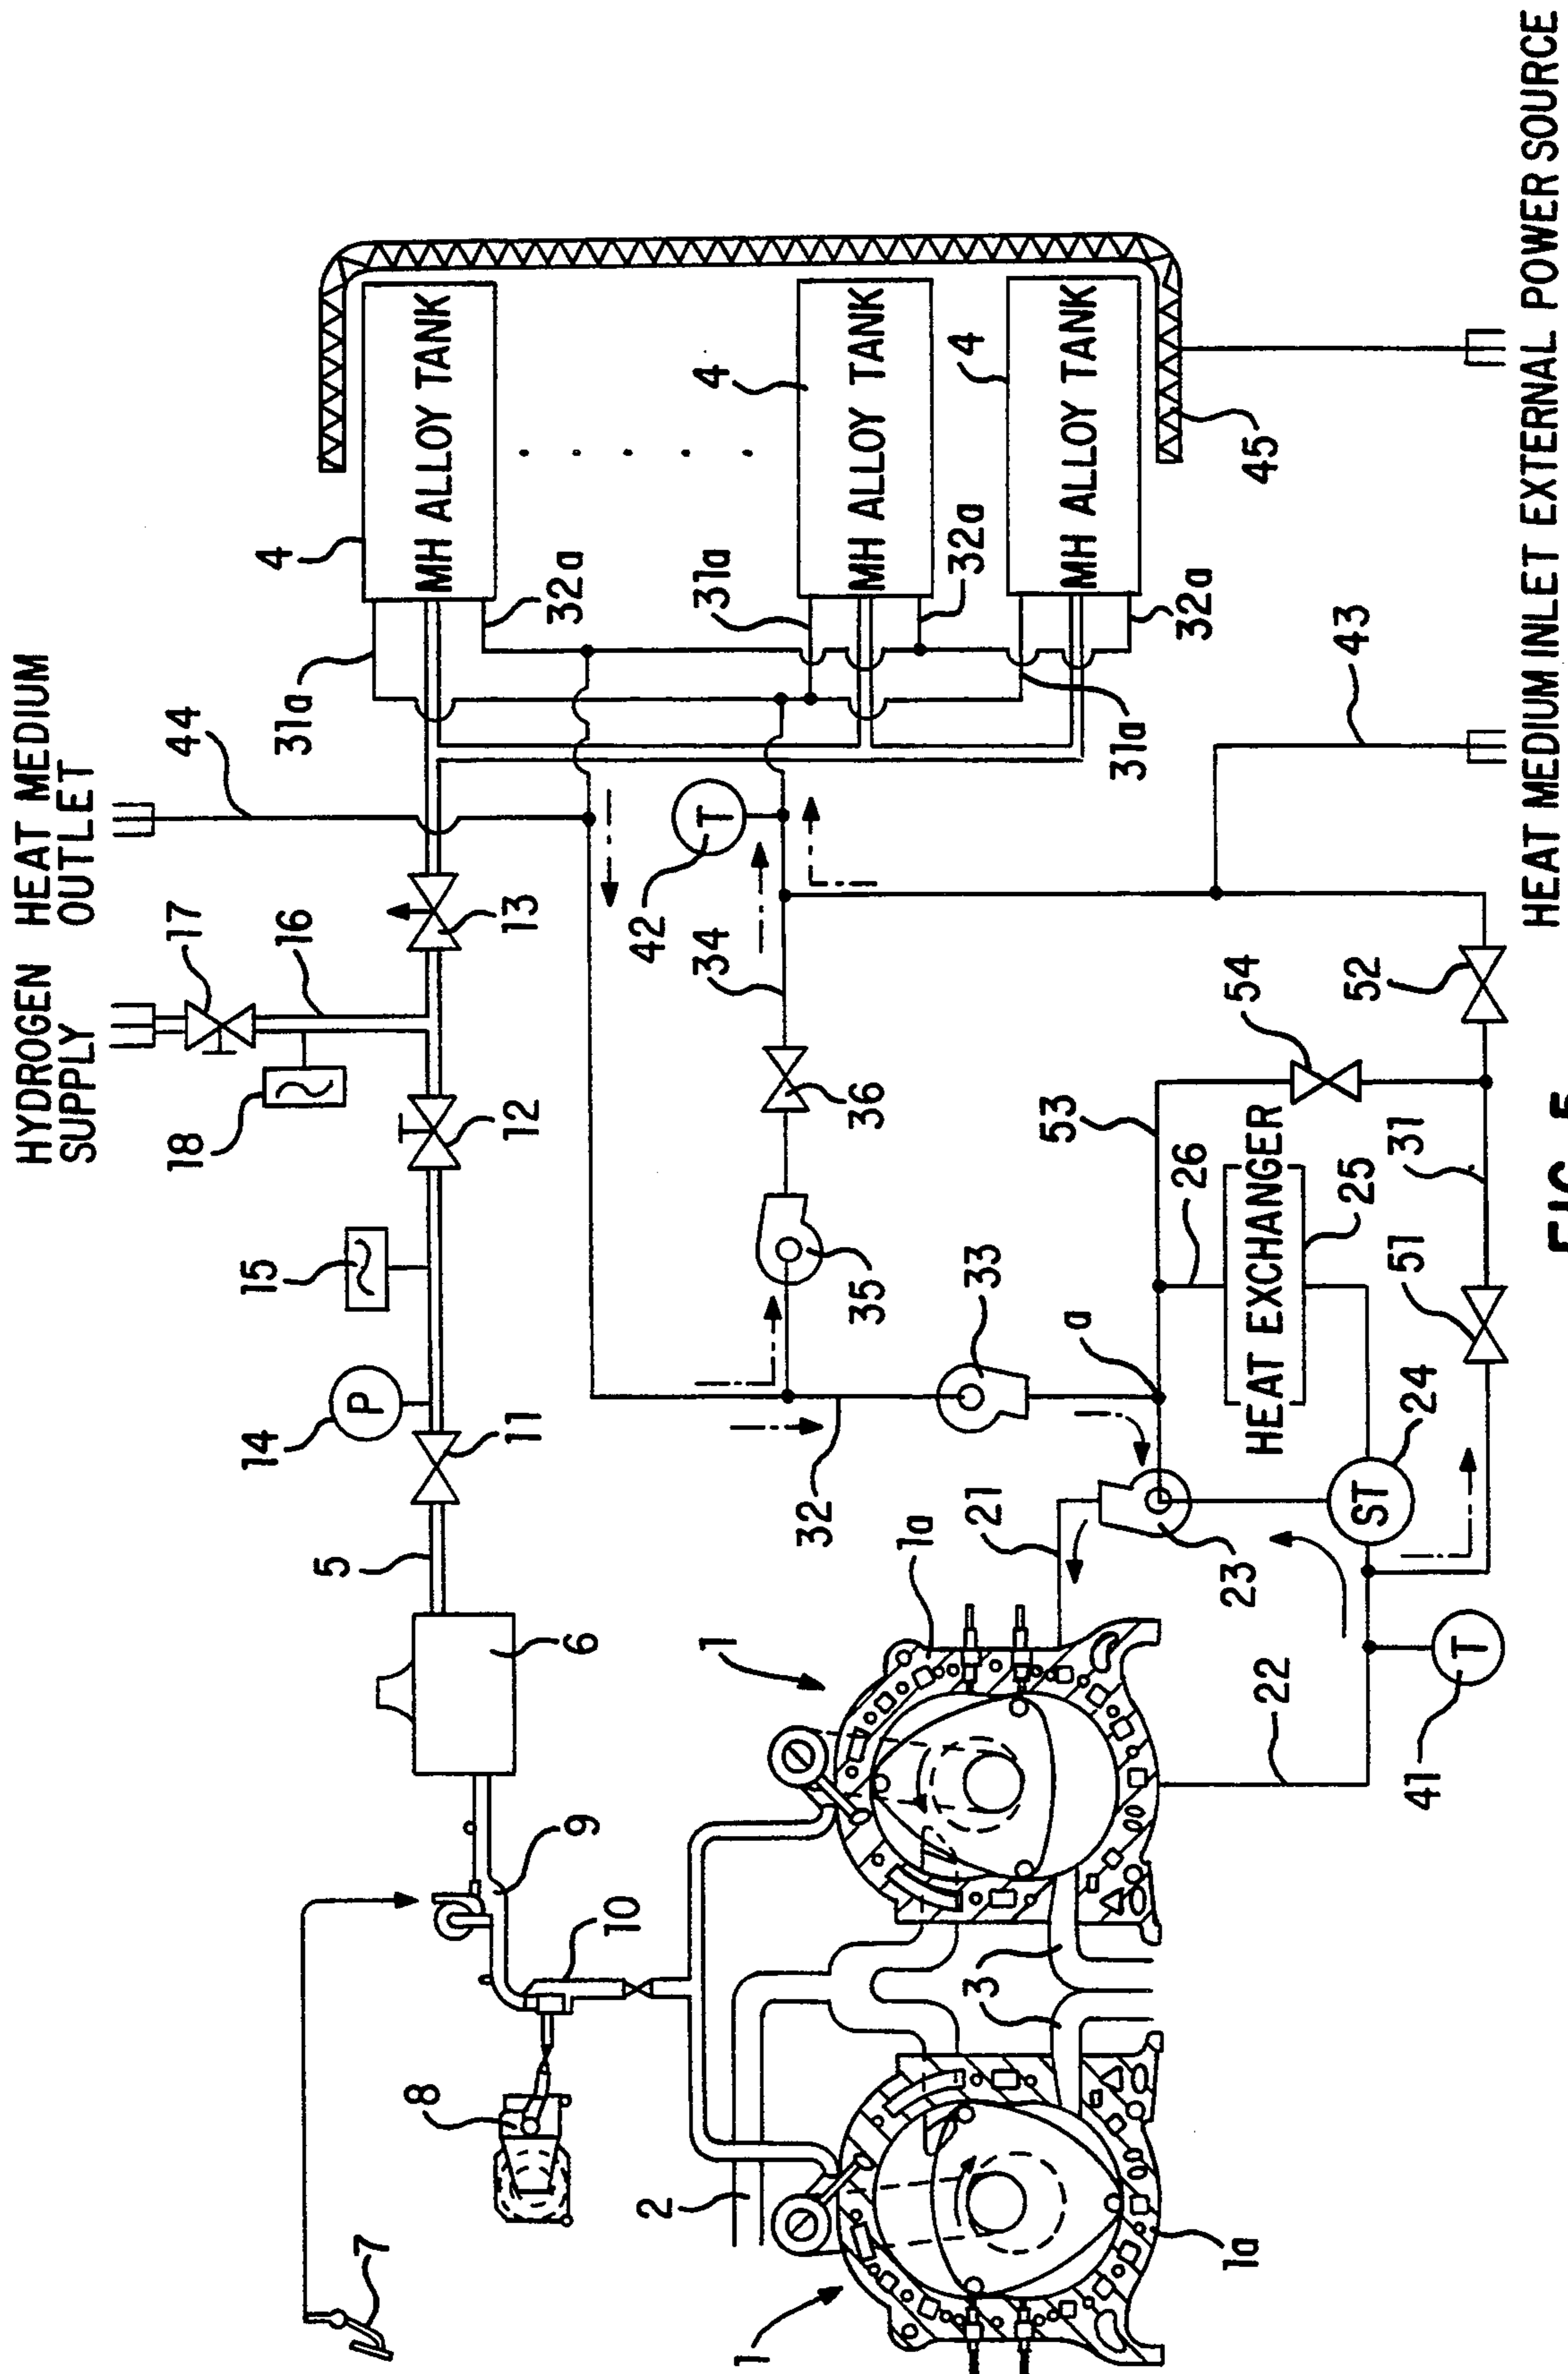 HYDROGEN SUPPLY
HEAT MEDIUM OUTLET
17
44
16
18
31a
4
MH ALLOY TANK
15
14
13
12
32a
5
11
6
9
7
8
10
42
34
31a
4
MH ALLOY TANK
32a
4
MH ALLOY TANK
T
P
36
35
31a
32a
45
2
1
1a
32
33
21
a
53
54
43
3
23
26
HEAT EXCHANGER
25
52
1
1a
22
ST
24
51
31
41
T
HEAT MEDIUM INLET
EXTERNAL POWER SOURCE